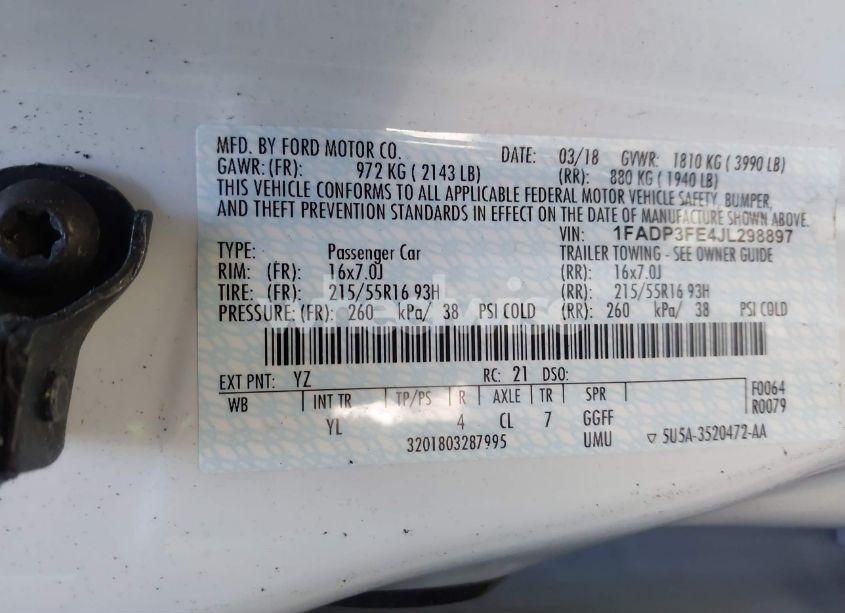 MFD. BY FORD MOTOR CO. DATE: 03/18 GVWR: 1810 KG ( 3990 LB)
GAWR: (FR): 972 KG ( 2143 LB) (RR): 880 KG ( 1940 LB)
THIS VEHICLE CONFORMS TO ALL APPLICABLE FEDERAL MOTOR VEHICLE SAFETY, BUMPER,
AND THEFT PREVENTION STANDARDS IN EFFECT ON THE DATE OF MANUFACTURE SHOWN ABOVE.
VIN: 1FADP3FE4JL298897
TYPE: Passenger Car TRAILER TOWING - SEE OWNER GUIDE
RIM: (FR): 16x7.0J (RR): 16x7.0J
TIRE: (FR): 215/55R16 93H (RR): 215/55R16 93H
PRESSURE: (FR): 260 kPa/ 38 PSI COLD (RR): 260 kPa/ 38 PSI COLD
EXT PNT: YZ RC: 21 DSO:
WB INT TR TP/PS R AXLE TR SPR F0064
R0079
YL 4 CL 7 GGFF
3201803287995 UMU ▽ 5U5A-3520472-AA